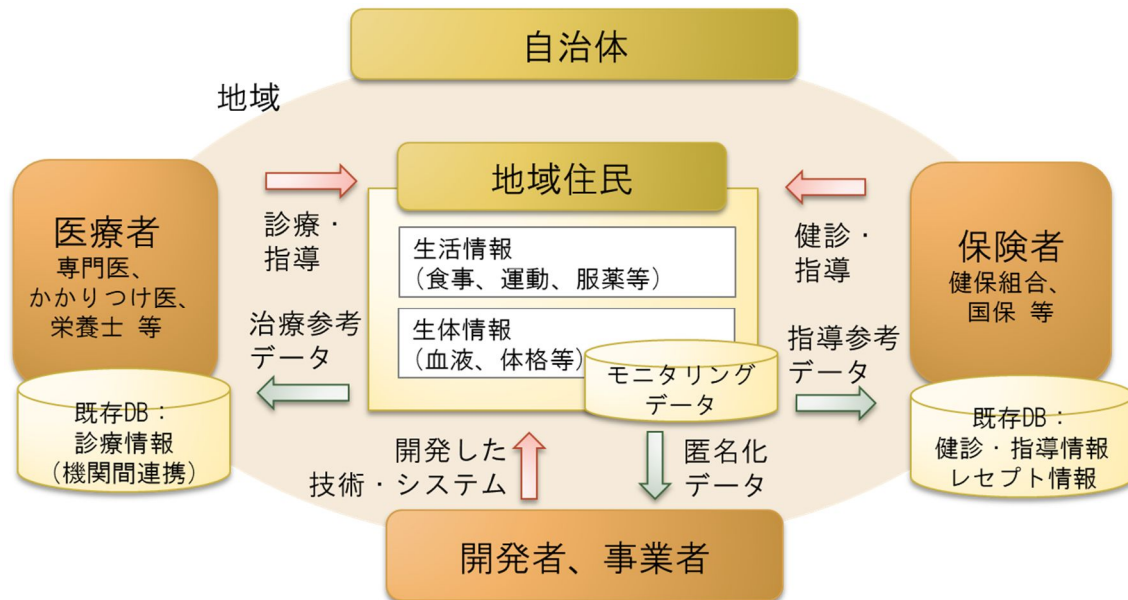 自治体
地域
地域住民
医療者
専門医、
かかりつけ医、
栄養士 等
診療・
指導
生活情報
(食事、運動、服薬等)
健診・
指導
保険者
健保組合、
国保 等
治療参考
データ
生体情報
(血液、体格等)
モニタリング
データ
指導参考
データ
既存DB：
診療情報
(機関間連携)
既存DB：
健診・指導情報
レセプト情報
開発した
技術・システム
匿名化
データ
開発者、事業者